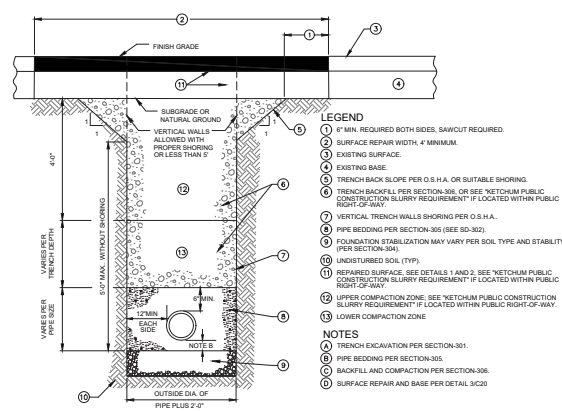 2
FINISH GRADE
1
3
11
4
SUBGRADE OR
NATURAL GROUND
VERTICAL WALLS
ALLOWED WITH
PROPER SHORING
OR LESS THAN 5'
1
1
1
1
5
4'-0"
5'-0" MAX. WITHOUT SHORING
12
6
VARIES PER
TRENCH DEPTH
13
7
VARIES PER
PIPE SIZE
6" MIN.
12"MIN
EACH
SIDE
8
NOTE B
9
10
OUTSIDE DIA. OF
PIPE PLUS 2'-0"
LEGEND
1 6" MIN. REQUIRED BOTH SIDES, SAWCUT REQUIRED.
2 SURFACE REPAIR WIDTH, 4' MINIMUM.
3 EXISTING SURFACE.
4 EXISTING BASE.
5 TRENCH BACK SLOPE PER O.S.H.A. OR SUITABLE SHORING.
6 TRENCH BACKFILL PER SECTION-306, OR SEE "KETCHUM PUBLIC
CONSTRUCTION SLURRY REQUIREMENT" IF LOCATED WITHIN PUBLIC
RIGHT-OF-WAY.
7 VERTICAL TRENCH WALLS SHORING PER O.S.H.A.
8 PIPE BEDDING PER SECTION-305 (SEE SD-302).
9 FOUNDATION STABILIZATION MAY VARY PER SOIL TYPE AND STABILIT
(PER SECTION-304).
10 UNDISTURBED SOIL (TYP).
11 REPAIRED SURFACE, SEE DETAILS 1 AND 2, SEE "KETCHUM PUBLIC
CONSTRUCTION SLURRY REQUIREMENT" IF LOCATED WITHIN PUBLIC
RIGHT-OF-WAY.
12 UPPER COMPACTION ZONE: SEE "KETCHUM PUBLIC CONSTRUCTION
SLURRY REQUIREMENT" IF LOCATED WITHIN PUBLIC RIGHT-OF-WAY.
13 LOWER COMPACTION ZONE
NOTES
A TRENCH EXCAVATION PER SECTION-301.
B PIPE BEDDING PER SECTION-305.
C BACKFILL AND COMPACTION PER SECTION-306.
D SURFACE REPAIR AND BASE PER DETAIL 3/C20